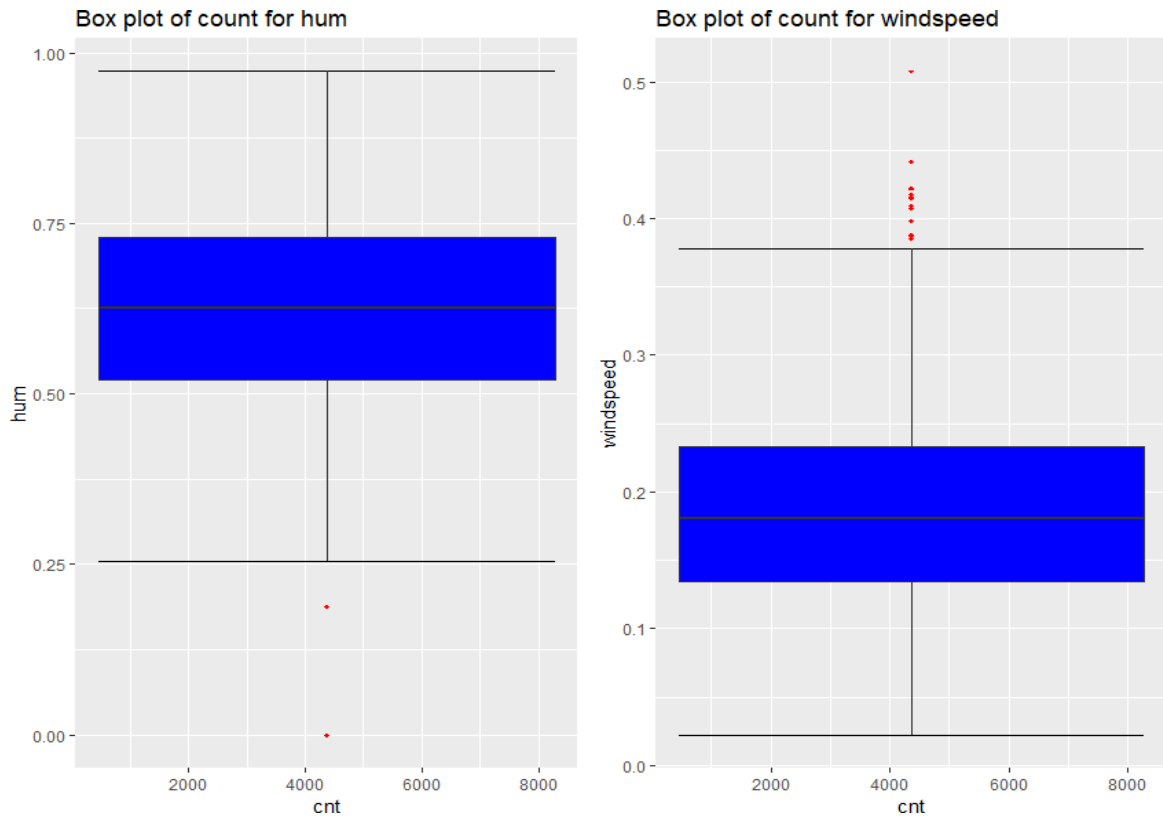 Box plot of count for hum
1.00
0.75
0.50
0.25
0.00
hum
2000 4000 6000 8000
cnt
Box plot of count for windspeed
0.5
0.4
0.3
0.2
0.1
0.0
windspeed
2000 4000 6000 8000
cnt